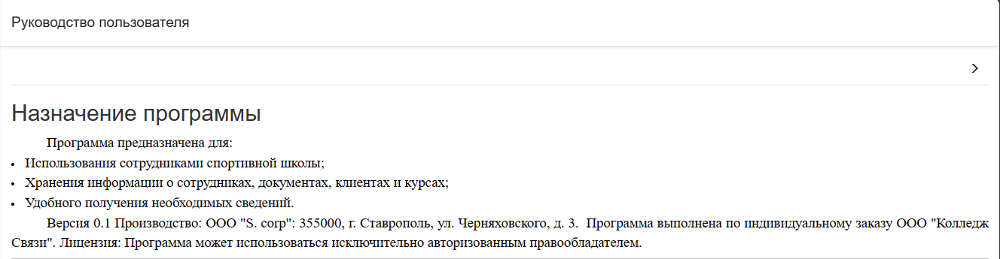 Руководство пользователя
Назначение программы
Программа предназначена для:
• Использования сотрудниками спортивной школы;
• Хранения информации о сотрудниках, документах, клиентах и курсах;
• Удобного получения необходимых сведений.
Версия 0.1 Производство: ООО "S. corp": 355000, г. Ставрополь, ул. Черняховского, д. 3. Программа выполнена по индивидуальному заказу ООО "Колледж
Связи". Лицензия: Программа может использоваться исключительно авторизованным правообладателем.